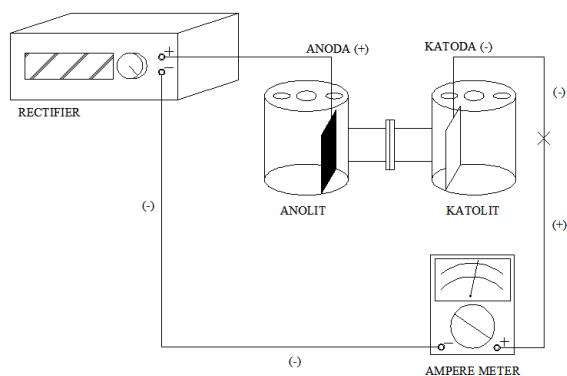 +
−
RECTIFIER
ANODA (+)
KATODA (-)
(-)
ANOLIT
KATOLIT
(-)
(+)
− +
(-)
AMPERE METER